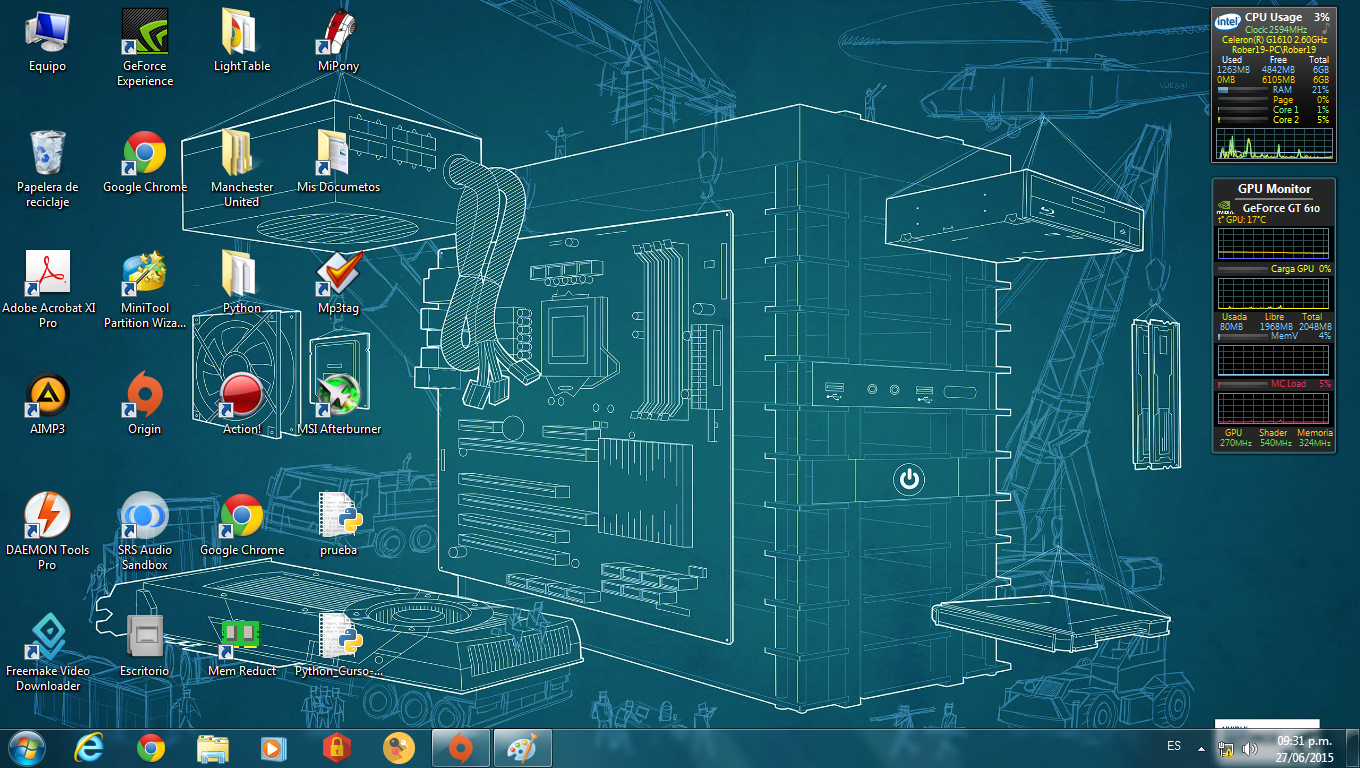 Equipo
GeForce
Experience
LightTable
MiPony
Papelera de
reciclaje
Google Chrome
Manchester
United
Mis Documetos
Adobe Acrobat XI
Pro
MiniTool
Partition Wiza...
Python
Mp3tag
AIMP3
Origin
Action!
MSI Afterburner
DAEMON Tools
Pro
SRS Audio
Sandbox
Google Chrome
prueba
Freemake Video
Downloader
Escritorio
Mem Reduct
Python_Curso-...
intel
CPU Usage 3%
Clock:2594MHz
Celeron(R) G1610 2.60GHz
Rober19-PC\Rober19
Used Free Total
1263MB 4842MB 6GB
0MB 6105MB 6GB
RAM 21%
Page 0%
Core 1 1%
Core 2 5%
GPU Monitor
GeForce GT 610
t° GPU: 17°C
Carga GPU 0%
Usada Libre Total
80MB 1968MB 2048MB
MemV 4%
MC Load 5%
GPU Shader Memoria
270MHz 540MHz 324MHz
VJE581
ES
09:31 p.m.
27/06/2015